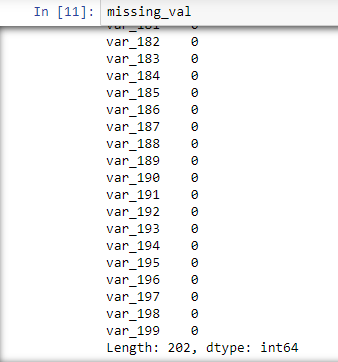 In [11]: missing_val
var_181 0
var_182 0
var_183 0
var_184 0
var_185 0
var_186 0
var_187 0
var_188 0
var_189 0
var_190 0
var_191 0
var_192 0
var_193 0
var_194 0
var_195 0
var_196 0
var_197 0
var_198 0
var_199 0
Length: 202, dtype: int64